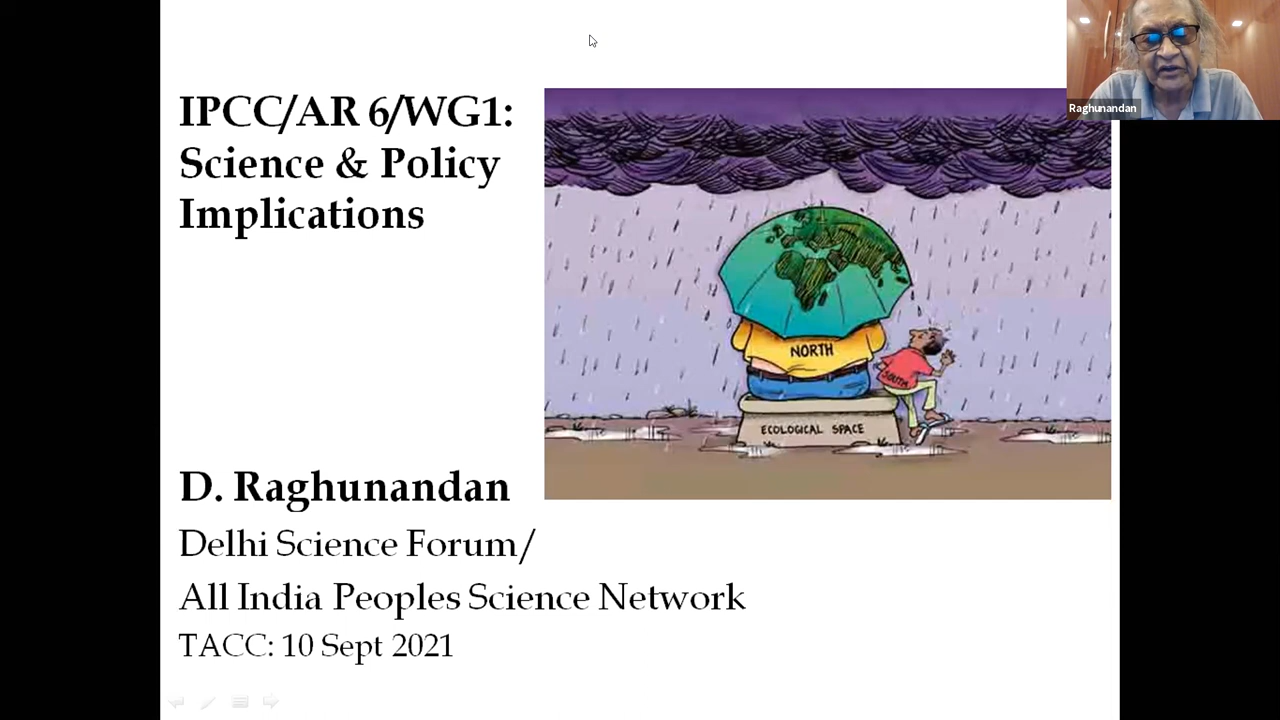 IPCC/AR 6/WG1:
Science & Policy
Implications
NORTH
SOUTH
ECOLOGICAL SPACE
D. Raghunandan
Delhi Science Forum/
All India Peoples Science Network
TACC: 10 Sept 2021
Raghunandan